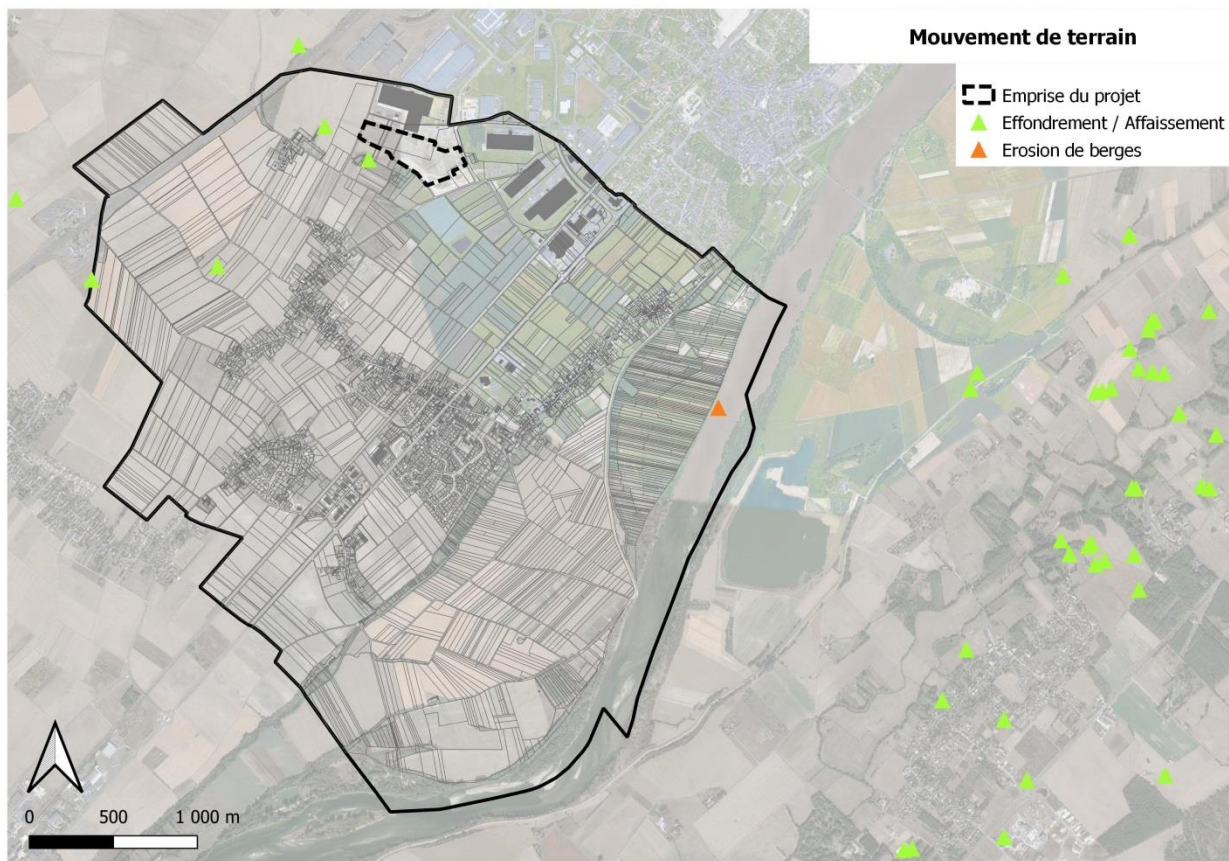 Mouvement de terrain
Emprise du projet
Effondrement / Affaissement
Erosion de berges
0 500 1 000 m